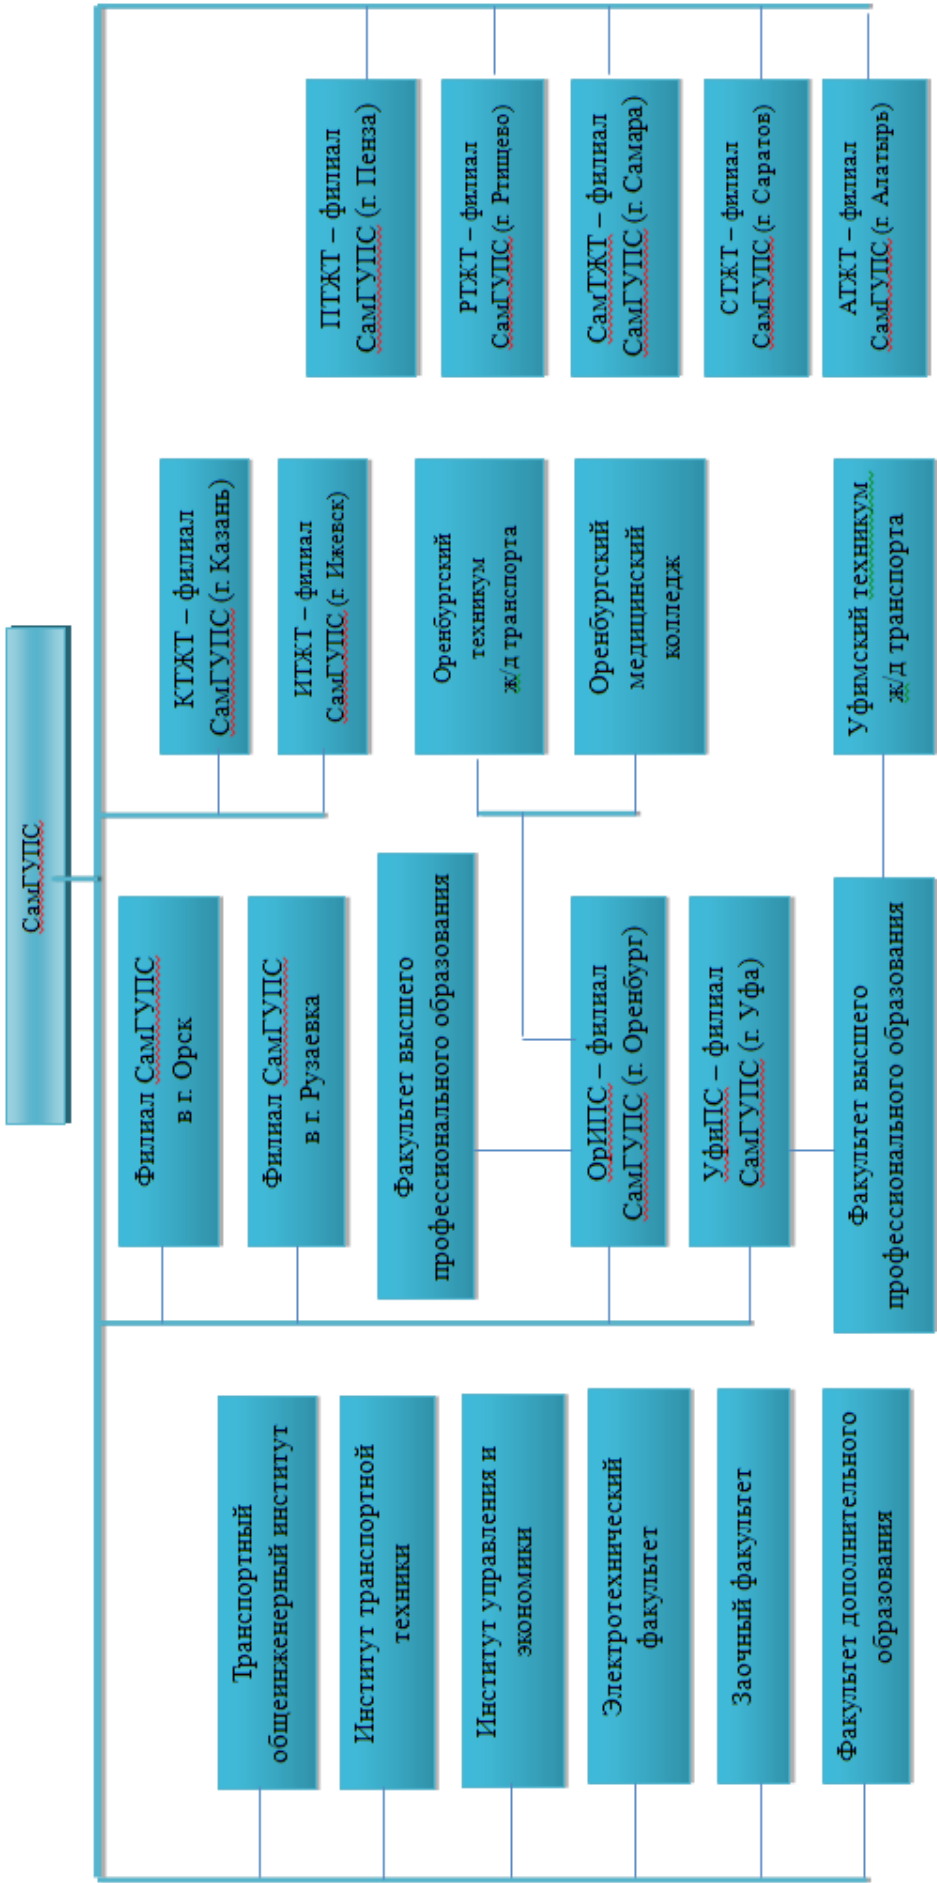 СамГУПС
Транспортный
общеинженерный институт
Институт транспортной
техники
Институт управления и
экономики
Электротехнический
факультет
Заочный факультет
Факультет дополнительного
образования
Филиал СамГУПС
в г. Орск
Филиал СамГУПС
в г. Рузаевка
Факультет высшего
профессионального образования
ОрИПС – филиал
СамГУПС (г. Оренбург)
УфиПС – филиал
СамГУПС (г. Уфа)
Факультет высшего
профессионального образования
КТЖТ – филиал
СамГУПС (г. Казань)
ИТЖТ – филиал
СамГУПС (г. Ижевск)
Оренбургский
техникум
ж/д транспорта
Оренбургский
медицинский
колледж
Уфимский техникум
ж/д транспорта
ПТЖТ – филиал
СамГУПС (г. Пенза)
РТЖТ – филиал
СамГУПС (г. Ртищево)
СамТЖТ – филиал
СамГУПС (г. Самара)
СТЖТ – филиал
СамГУПС (г. Саратов)
АТЖТ – филиал
СамГУПС (г. Алатырь)